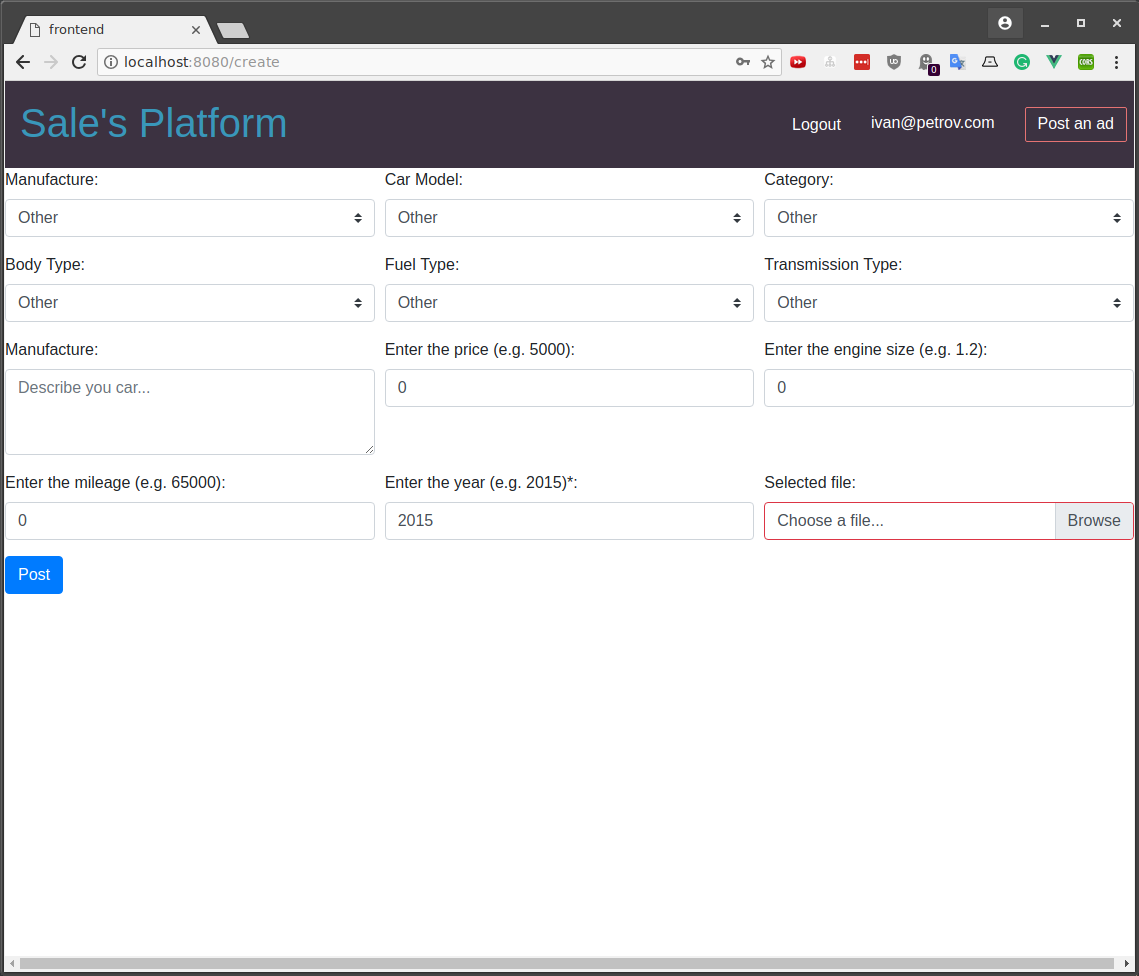 frontend
localhost:8080/create
UD
0
G
CORS
Sale's Platform
Logout ivan@petrov.com Post an ad
Manufacture: Car Model: Category:
Other Other Other
Body Type: Fuel Type: Transmission Type:
Other Other Other
Manufacture: Enter the price (e.g. 5000): Enter the engine size (e.g. 1.2):
Describe you car... 0 0
Enter the mileage (e.g. 65000): Enter the year (e.g. 2015)*: Selected file:
0 2015 Choose a file... Browse
Post